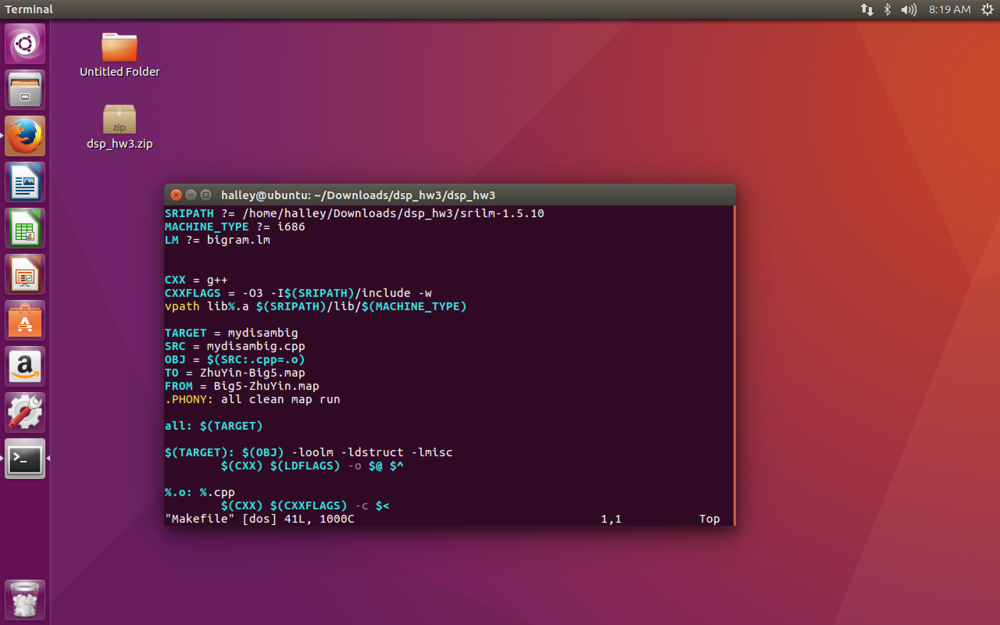 Terminal
8:19 AM
Untitled Folder
zip
dsp_hw3.zip
halley@ubuntu: ~/Downloads/dsp_hw3/dsp_hw3
SRIPATH ?= /home/halley/Downloads/dsp_hw3/srilm-1.5.10
MACHINE_TYPE ?= i686
LM ?= bigram.lm
CXX = g++
CXXFLAGS = -O3 -I$(SRIPATH)/include -w
vpath lib%.a $(SRIPATH)/lib/$(MACHINE_TYPE)
TARGET = mydisambig
SRC = mydisambig.cpp
OBJ = $(SRC:.cpp=.o)
TO = ZhuYin-Big5.map
FROM = Big5-ZhuYin.map
.PHONY: all clean map run
all: $(TARGET)
$(TARGET): $(OBJ) -loolm -ldstruct -lmisc
$(CXX) $(LDFLAGS) -o $@ $^
%.o: %.cpp
$(CXX) $(CXXFLAGS) -c $<
"Makefile" [dos] 41L, 1000C 1,1 Top